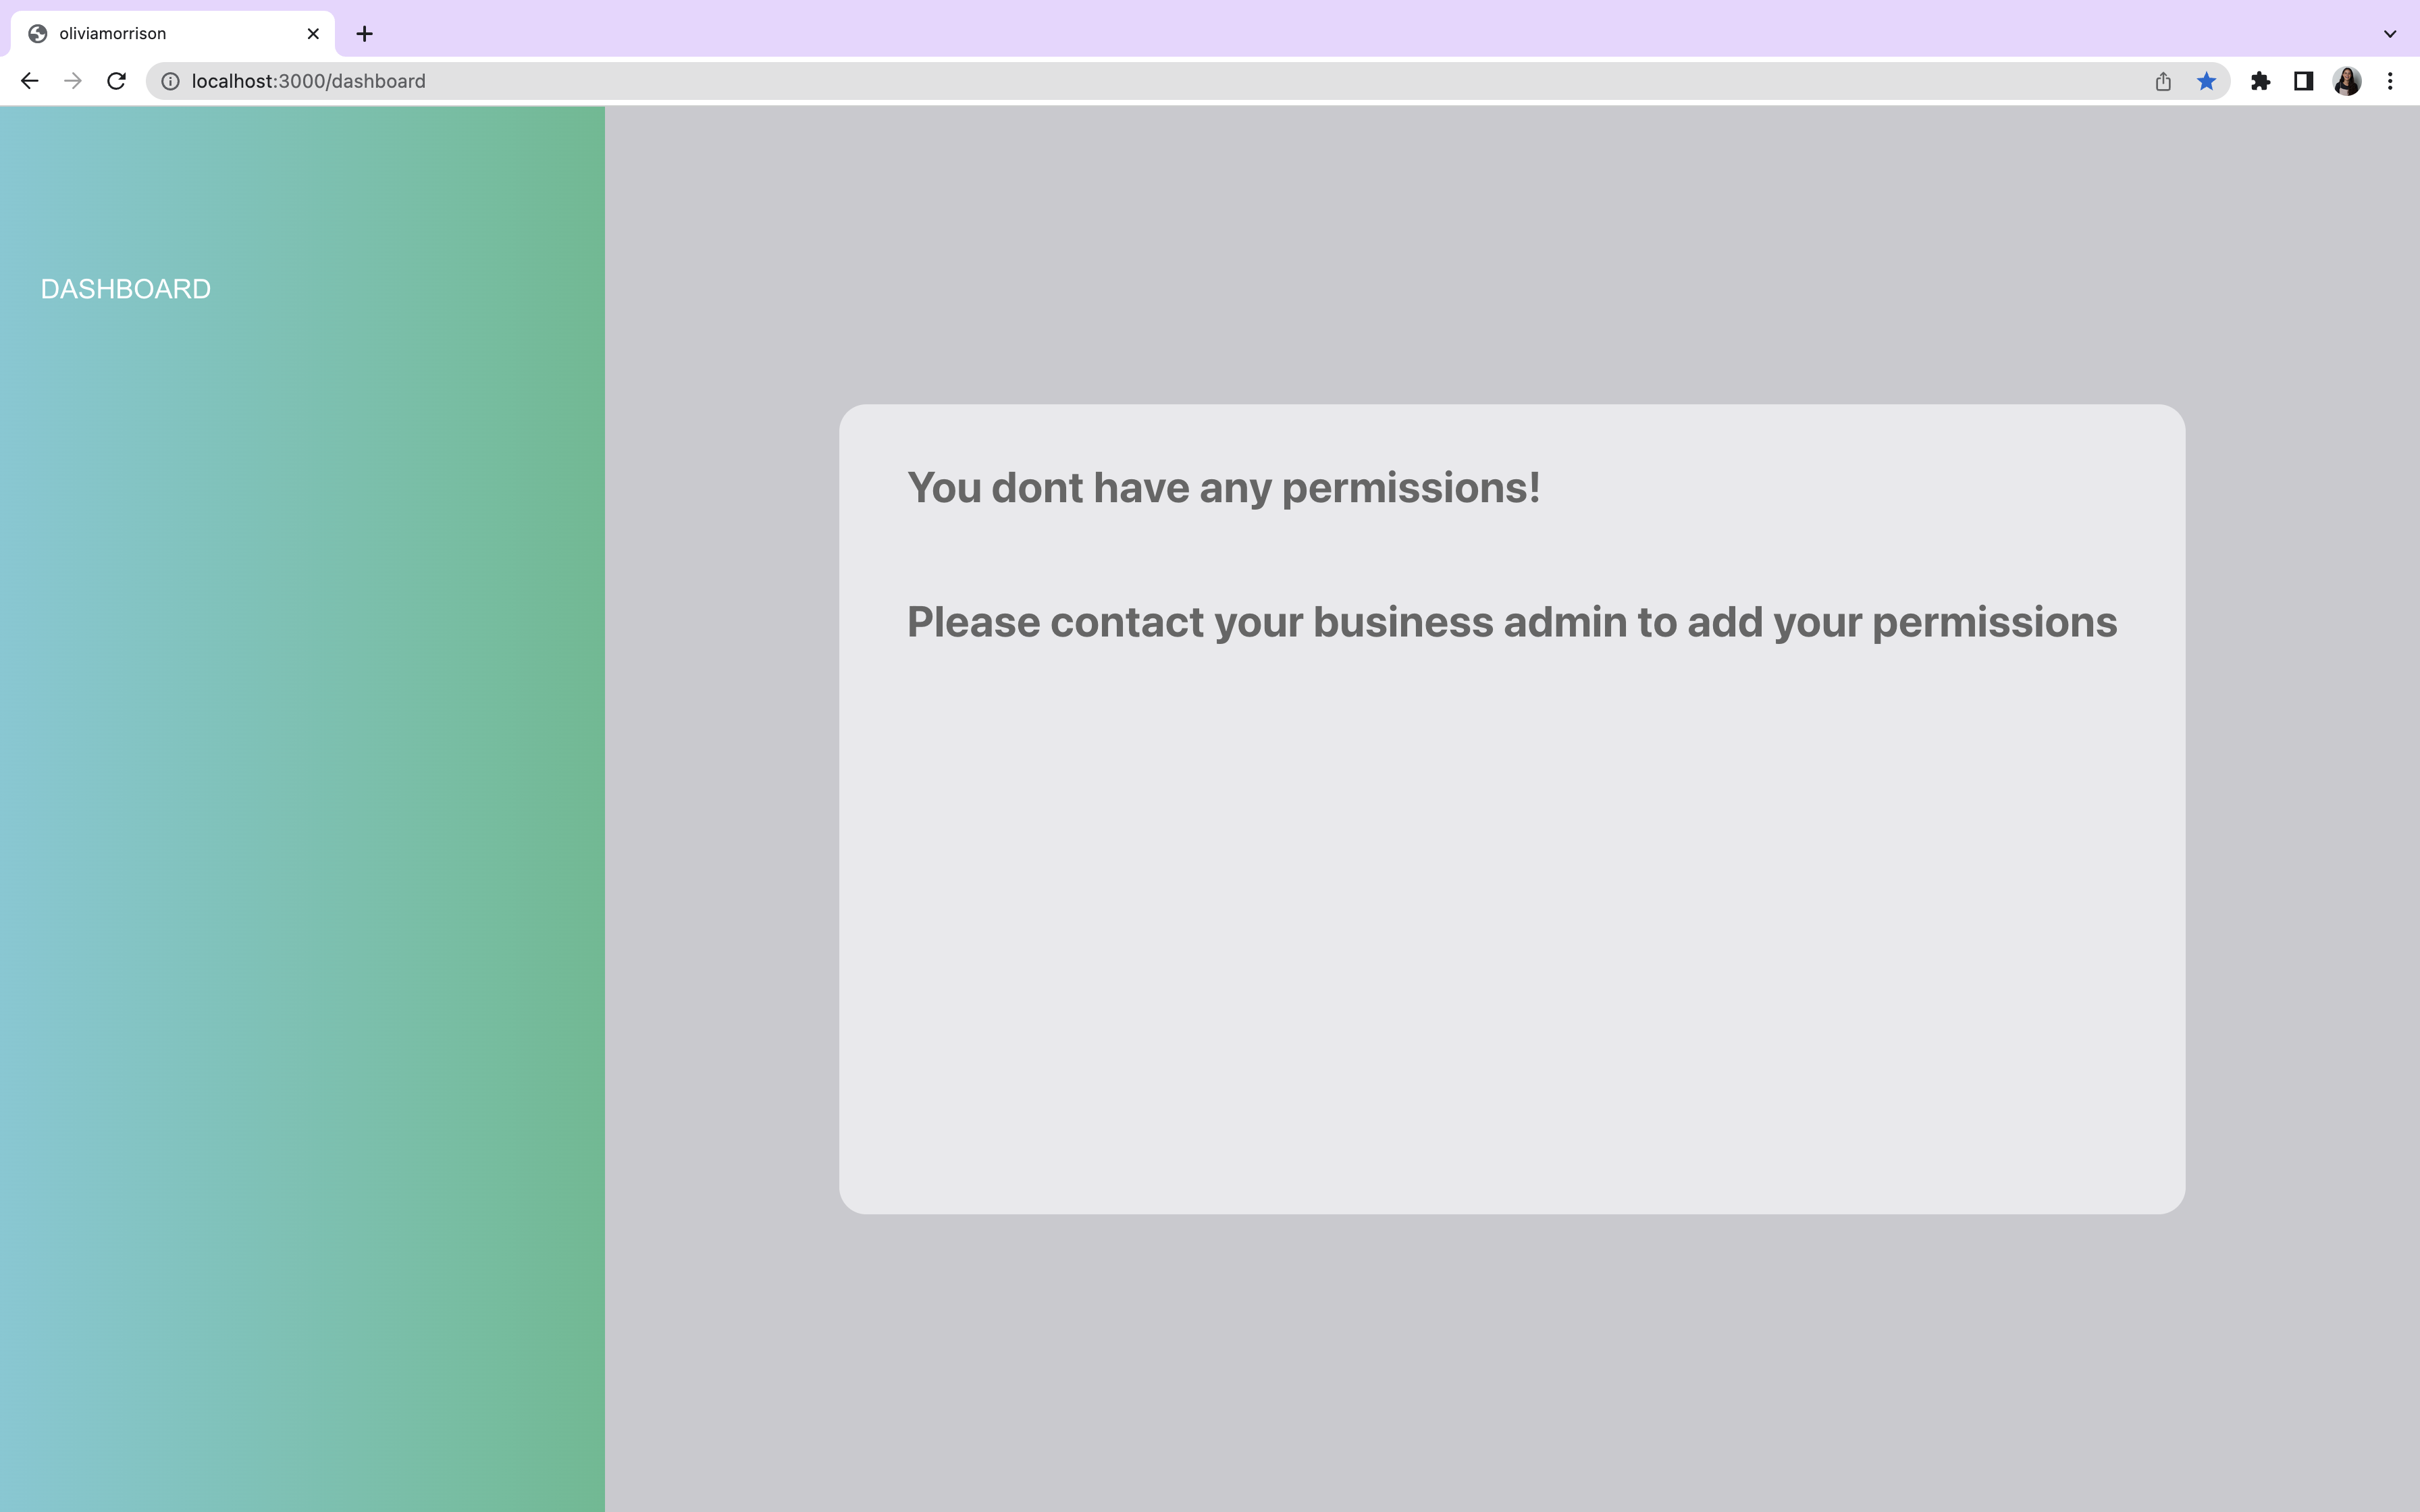 oliviamorrison
localhost:3000/dashboard
DASHBOARD
You dont have any permissions!
Please contact your business admin to add your permissions